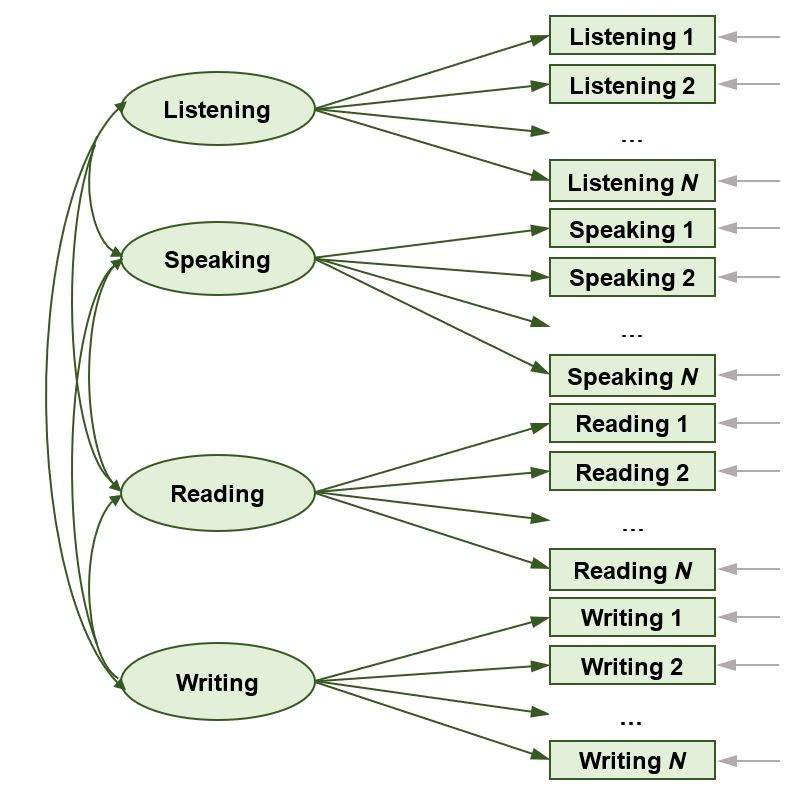 Listening
Speaking
Reading
Writing
Listening 1
Listening 2
...
Listening N
Speaking 1
Speaking 2
...
Speaking N
Reading 1
Reading 2
...
Reading N
Writing 1
Writing 2
...
Writing N